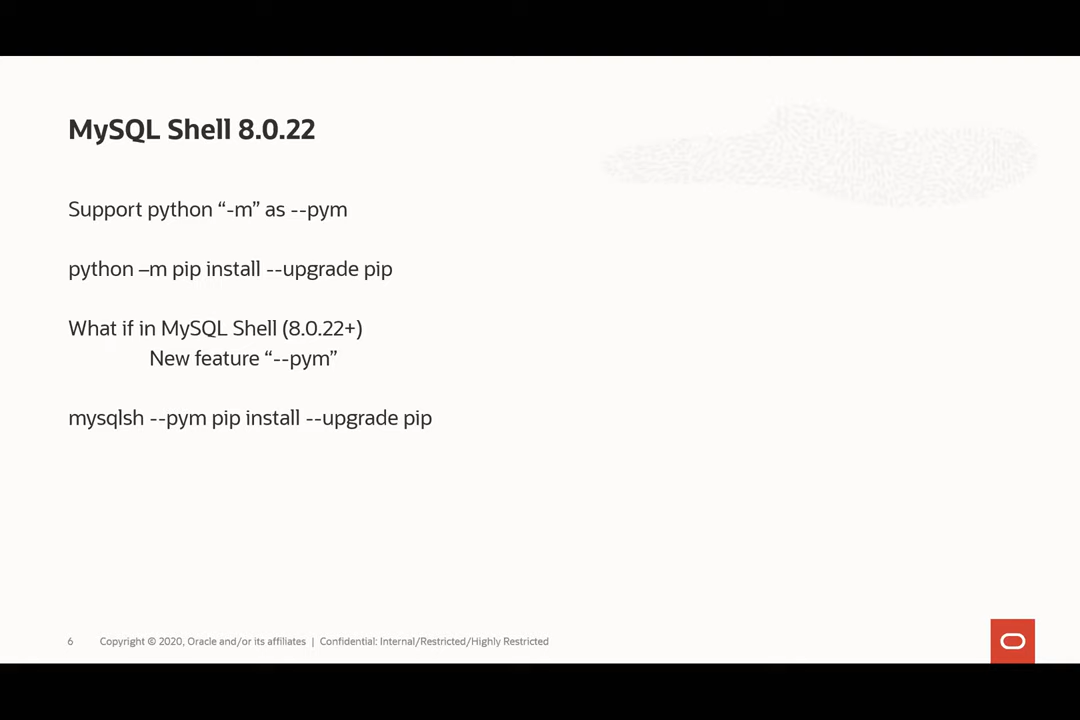 MySQL Shell 8.0.22
Support python “-m” as --pym
python –m pip install --upgrade pip
What if in MySQL Shell (8.0.22+)
New feature “--pym”
mysqlsh --pym pip install --upgrade pip
6 Copyright © 2020, Oracle and/or its affiliates | Confidential: Internal/Restricted/Highly Restricted